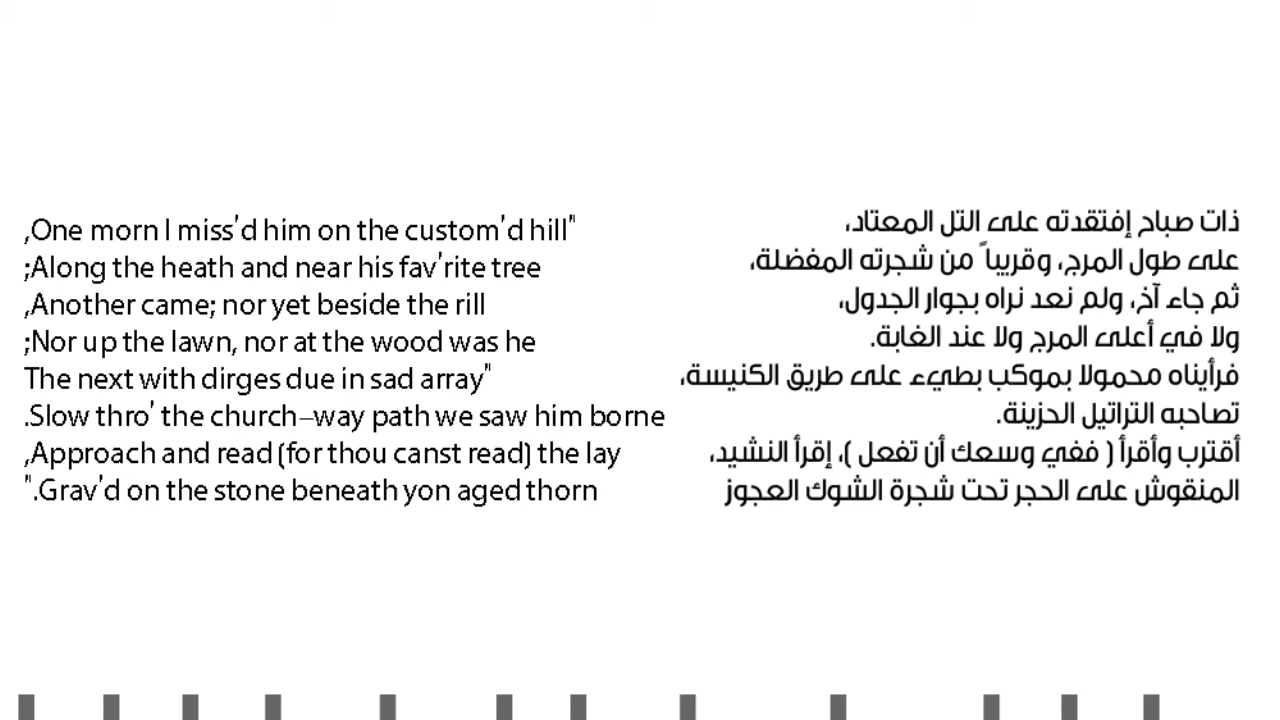 ,One morn I miss'd him on the custom'd hill"
;Along the heath and near his fav'rite tree
,Another came; nor yet beside the rill
;Nor up the lawn, nor at the wood was he
The next with dirges due in sad array"
.Slow thro' the church–way path we saw him borne
,Approach and read (for thou canst read) the lay
".Grav'd on the stone beneath yon aged thorn
ذات صباح إفتقدته على التل المعتاد،
على طول المرج، وقريباً من شجرته المفضلة،
ثم جاء آخ، ولم نعد نراه بجوار الجدول،
ولا في أعلى المرج ولا عند الغابة.
فرأيناه محمولا بموكب بطيء على طريق الكنيسة،
تصاحبه التراتيل الحزينة.
أقترب وأقرأ ( ففي وسعك أن تفعل )، إقرأ النشيد،
المنقوش على الحجر تحت شجرة الشوك العجوز